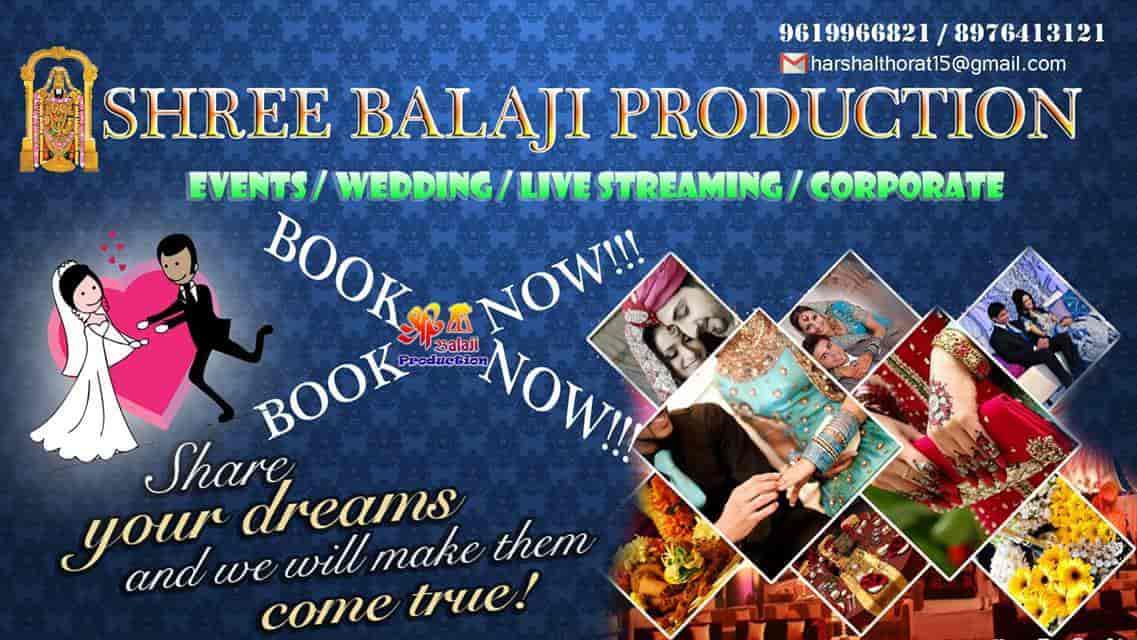 9619966821 / 8976413121
harshalthorat15@gmail.com
SHREE BALAJI PRODUCTION
EVENTS / WEDDING / LIVE STREAMING / CORPORATE
BOOK NOW!!!
श्री
Balaji
Production
BOOK NOW!!!
Share
your dreams
and we will make them
come true!